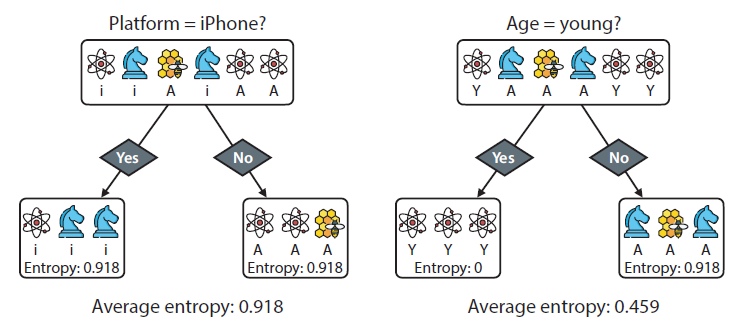 Platform = iPhone?
i i A i A A
Yes
No
i i i
Entropy: 0.918
A A A
Entropy: 0.918
Average entropy: 0.918
Age = young?
Y A A A Y Y
Yes
No
Y Y Y
Entropy: 0
A A A
Entropy: 0.918
Average entropy: 0.459